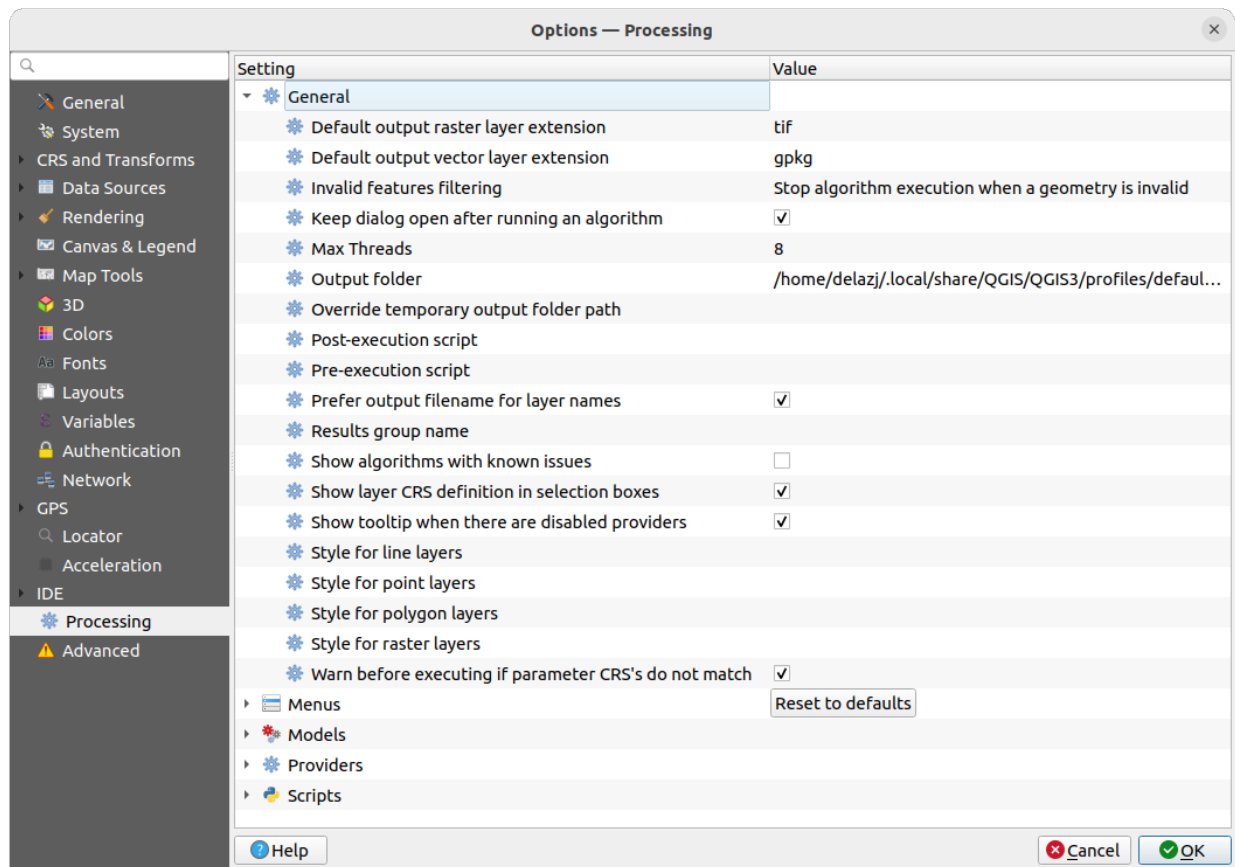 Options — Processing
Setting Value
General
System
CRS and Transforms
Data Sources
Rendering
Canvas & Legend
Map Tools
3D
Colors
Aa Fonts
Layouts
Variables
Authentication
Network
GPS
Locator
Acceleration
IDE
Processing
Advanced
General
Default output raster layer extension tif
Default output vector layer extension gpkg
Invalid features filtering Stop algorithm execution when a geometry is invalid
Keep dialog open after running an algorithm
Max Threads 8
Output folder /home/delazj/.local/share/QGIS/QGIS3/profiles/defaul...
Override temporary output folder path
Post-execution script
Pre-execution script
Prefer output filename for layer names
Results group name
Show algorithms with known issues
Show layer CRS definition in selection boxes
Show tooltip when there are disabled providers
Style for line layers
Style for point layers
Style for polygon layers
Style for raster layers
Warn before executing if parameter CRS's do not match
Menus Reset to defaults
Models
Providers
Scripts
Help Cancel OK